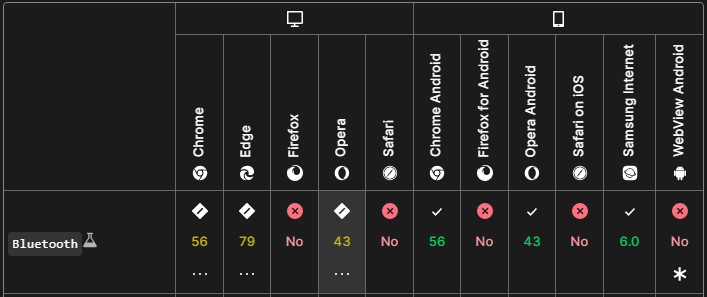 Chrome
Edge
Firefox
Opera
Safari
Chrome Android
Firefox for Android
Opera Android
Safari on iOS
Samsung Internet
WebView Android
Bluetooth
56 79 No 43 No 56 No 43 No 6.0 No
... ... ... *